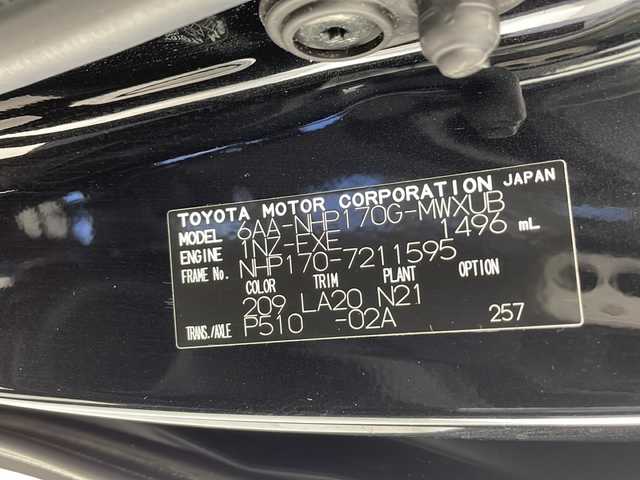 TOYOTA MOTOR CORPORATION JAPAN
MODEL 6AA-NHP170G-MWXUB
ENGINE 1NZ-EXE 1496 mL
FRAME No. NHP170-7211595
COLOR TRIM PLANT OPTION
209 LA20 N21
TRANS./AXLE P510 -02A 257